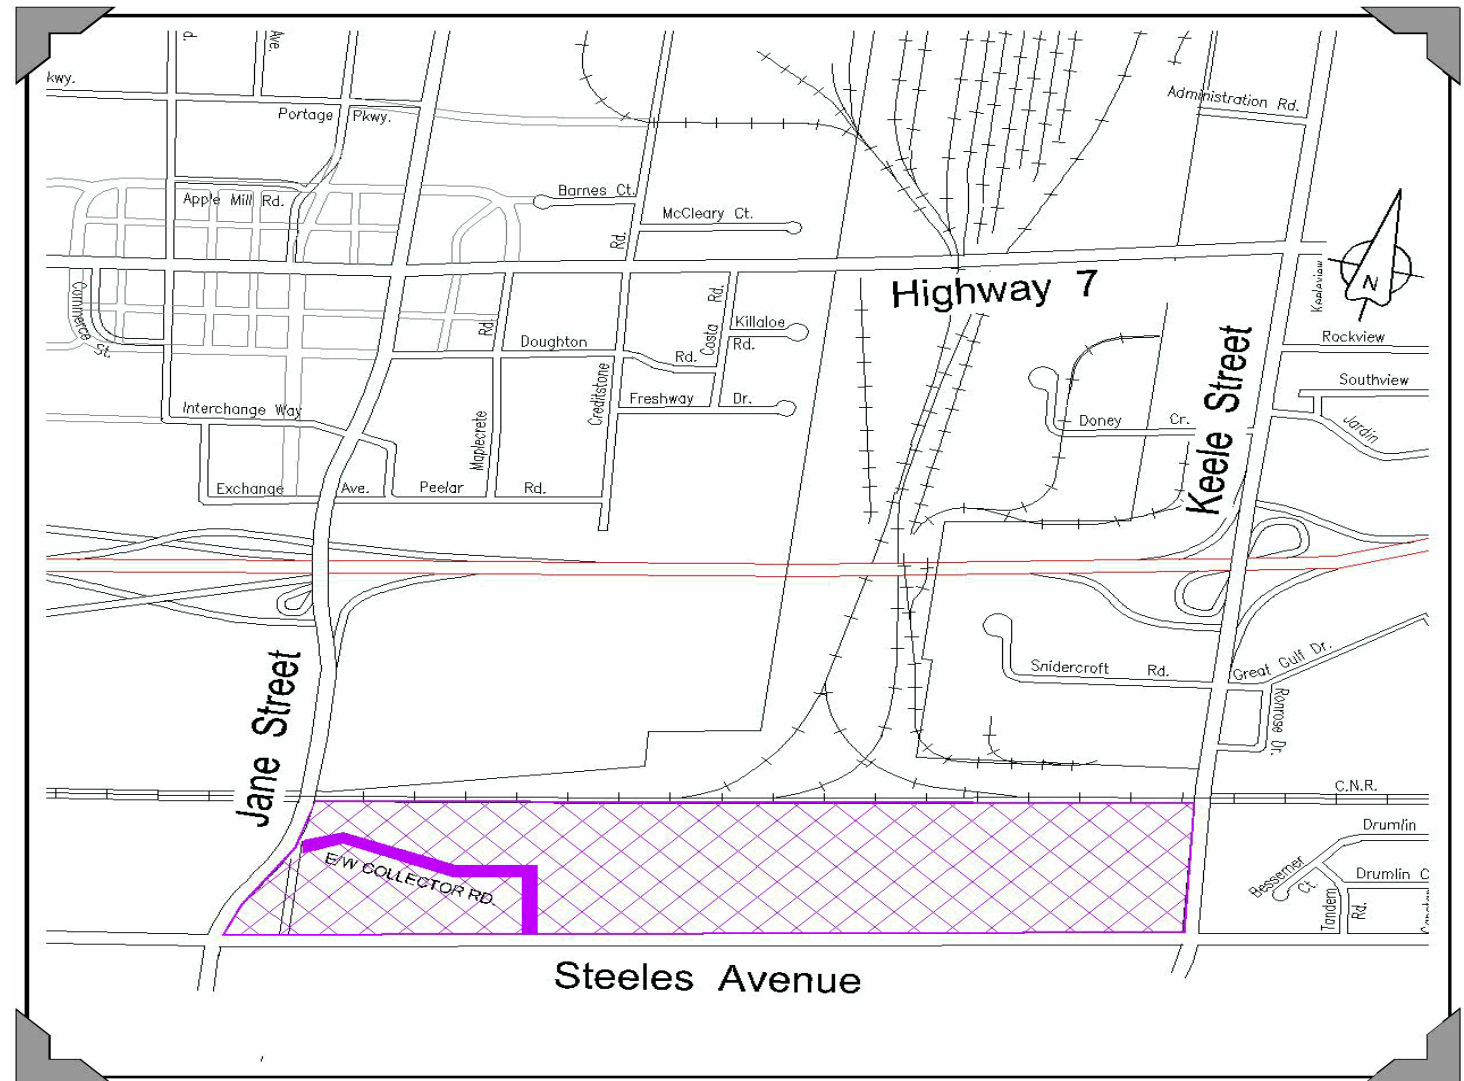 d.
Ave.
kwy.
Portage Pkwy.
Administration Rd.
Apple Mill Rd.
Barnes Ct.
McCleary Ct.
Rd.
Highway 7
Keeleview
N
Commerce St.
Rd.
Doughton Rd.
Costa Rd.
Killaloe Rd.
Keele Street
Rockview
Southview
Jardin
Interchange Way
Maplecrete
Creditstone
Freshway Dr.
Doney Cr.
Exchange Ave.
Peelar Rd.
Jane Street
Snidercroft Rd.
Great Gulf Dr.
Ronrose Dr.
C.N.R.
E/W COLLECTOR RD.
Drumlin
Bessemer Ct.
Drumlin C
Tandem Rd.
Steeles Avenue